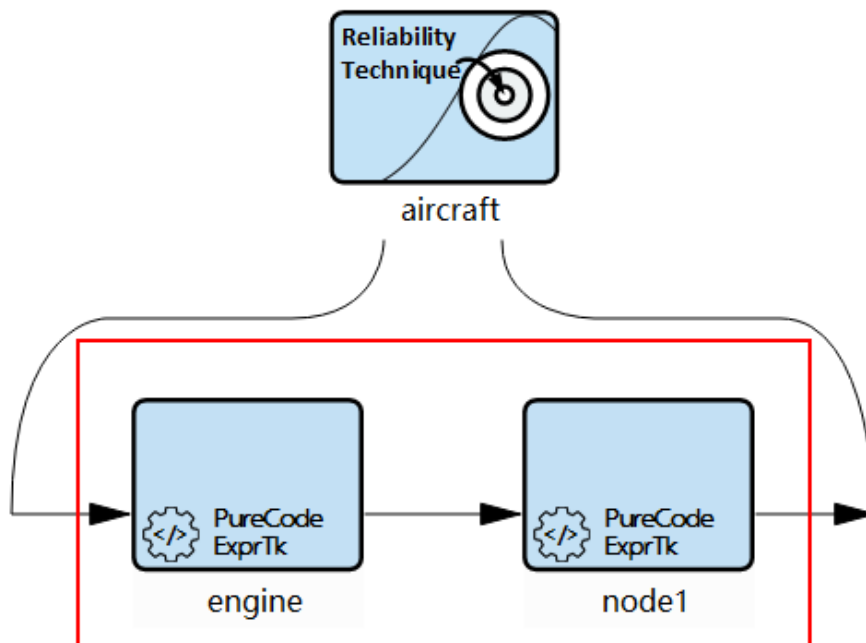 Reliability
Technique
aircraft
</>
PureCode
ExprTk
engine
</>
PureCode
ExprTk
node1